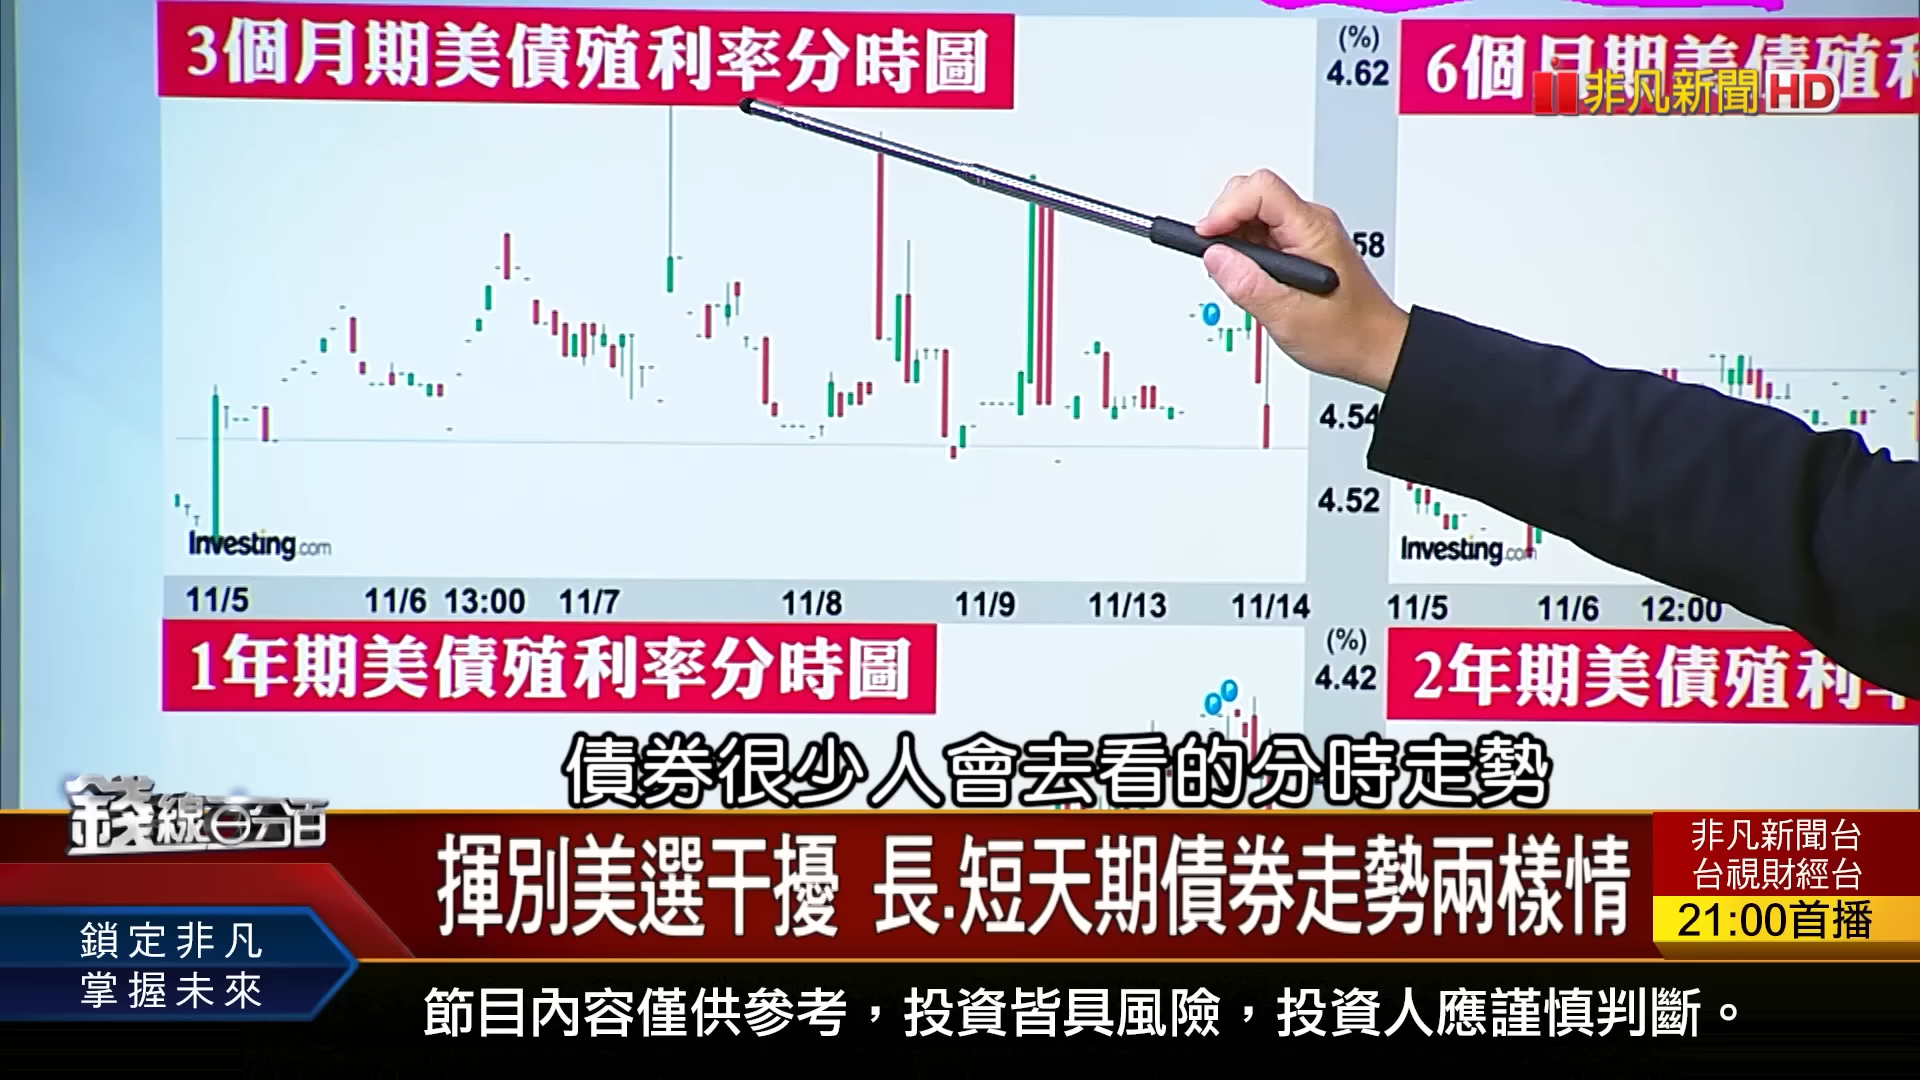 3個月期美債殖利率分時圖
(%)
4.62
6個月期美債殖利
非凡新聞HD
58
4.54
4.52
Investing.com
Investing.com
11/5 11/6 13:00 11/7 11/8 11/9 11/13 11/14
11/5 11/6 12:00
1年期美債殖利率分時圖
(%)
4.42
2年期美債殖利率
債券很少人會去看的分時走勢
錢線百分百
揮別美選干擾 長.短天期債券走勢兩樣情
非凡新聞台
台視財經台
21:00首播
鎖定非凡
掌握未來
節目內容僅供參考，投資皆具風險，投資人應謹慎判斷。